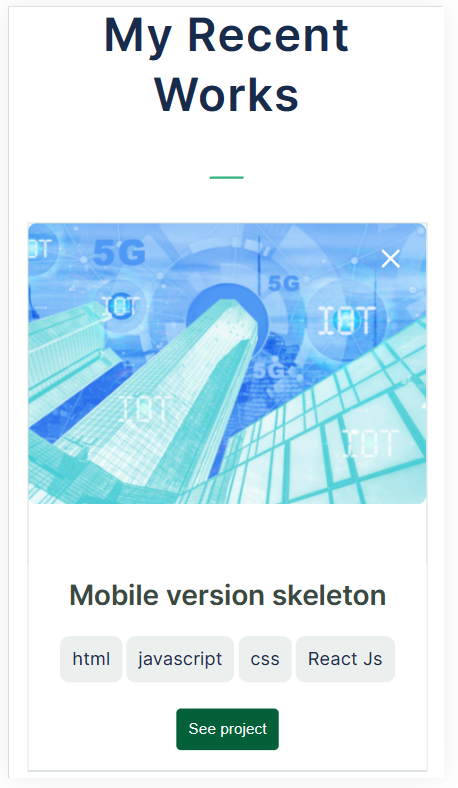 My Recent
Works
IOT
5G
5G
IOT
IOT
5G
IOT
IOT
Mobile version skeleton
html javascript css React Js
See project